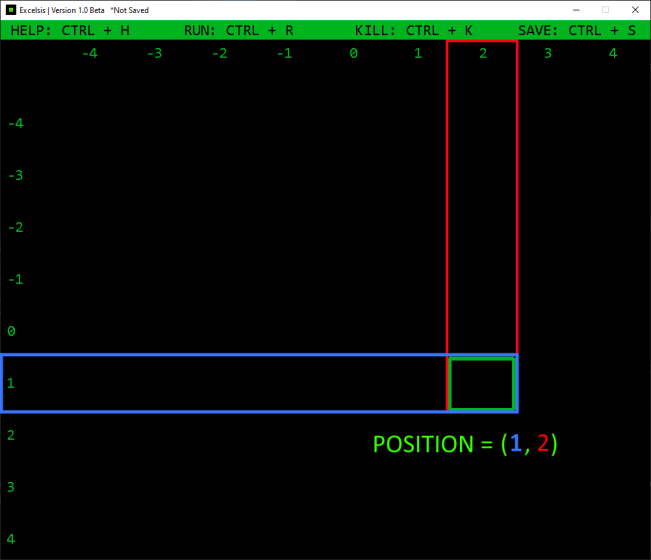 Excelsis | Version 1.0 Beta *Not Saved
HELP: CTRL + H RUN: CTRL + R KILL: CTRL + K SAVE: CTRL + S
-4 -3 -2 -1 0 1 2 3 4
-4
-3
-2
-1
0
1
2
POSITION = (1, 2)
3
4